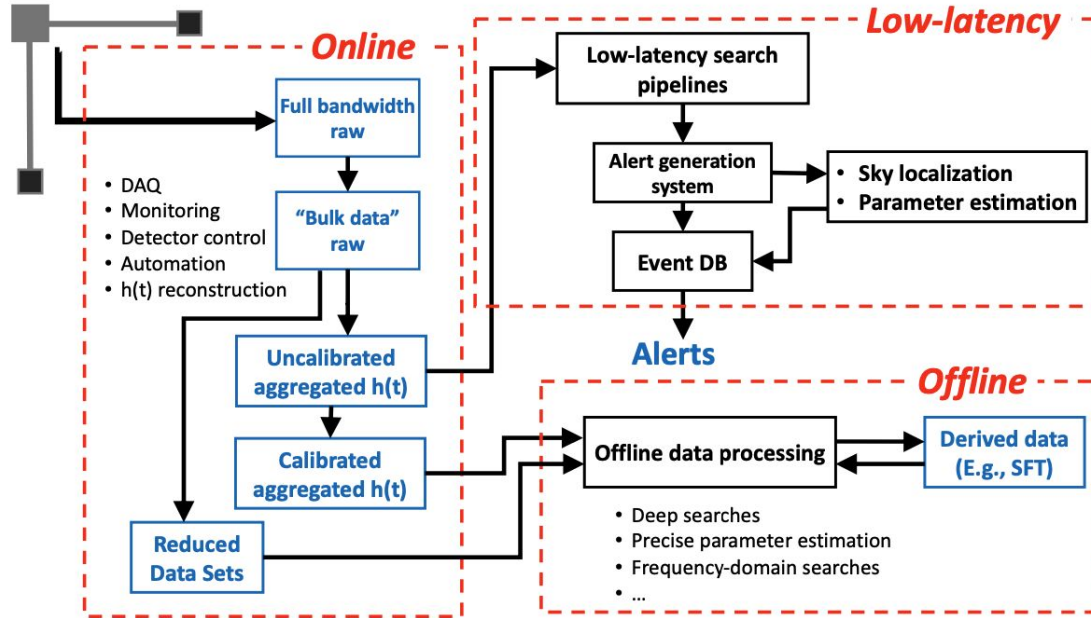 Online
Full bandwidth
raw
• DAQ
• Monitoring
• Detector control
• Automation
• h(t) reconstruction
“Bulk data”
raw
Uncalibrated
aggregated h(t)
Calibrated
aggregated h(t)
Reduced
Data Sets
Low-latency
Low-latency search
pipelines
Alert generation
system
• Sky localization
• Parameter estimation
Event DB
Alerts
Offline
Offline data processing
Derived data
(E.g., SFT)
• Deep searches
• Precise parameter estimation
• Frequency-domain searches
• ...